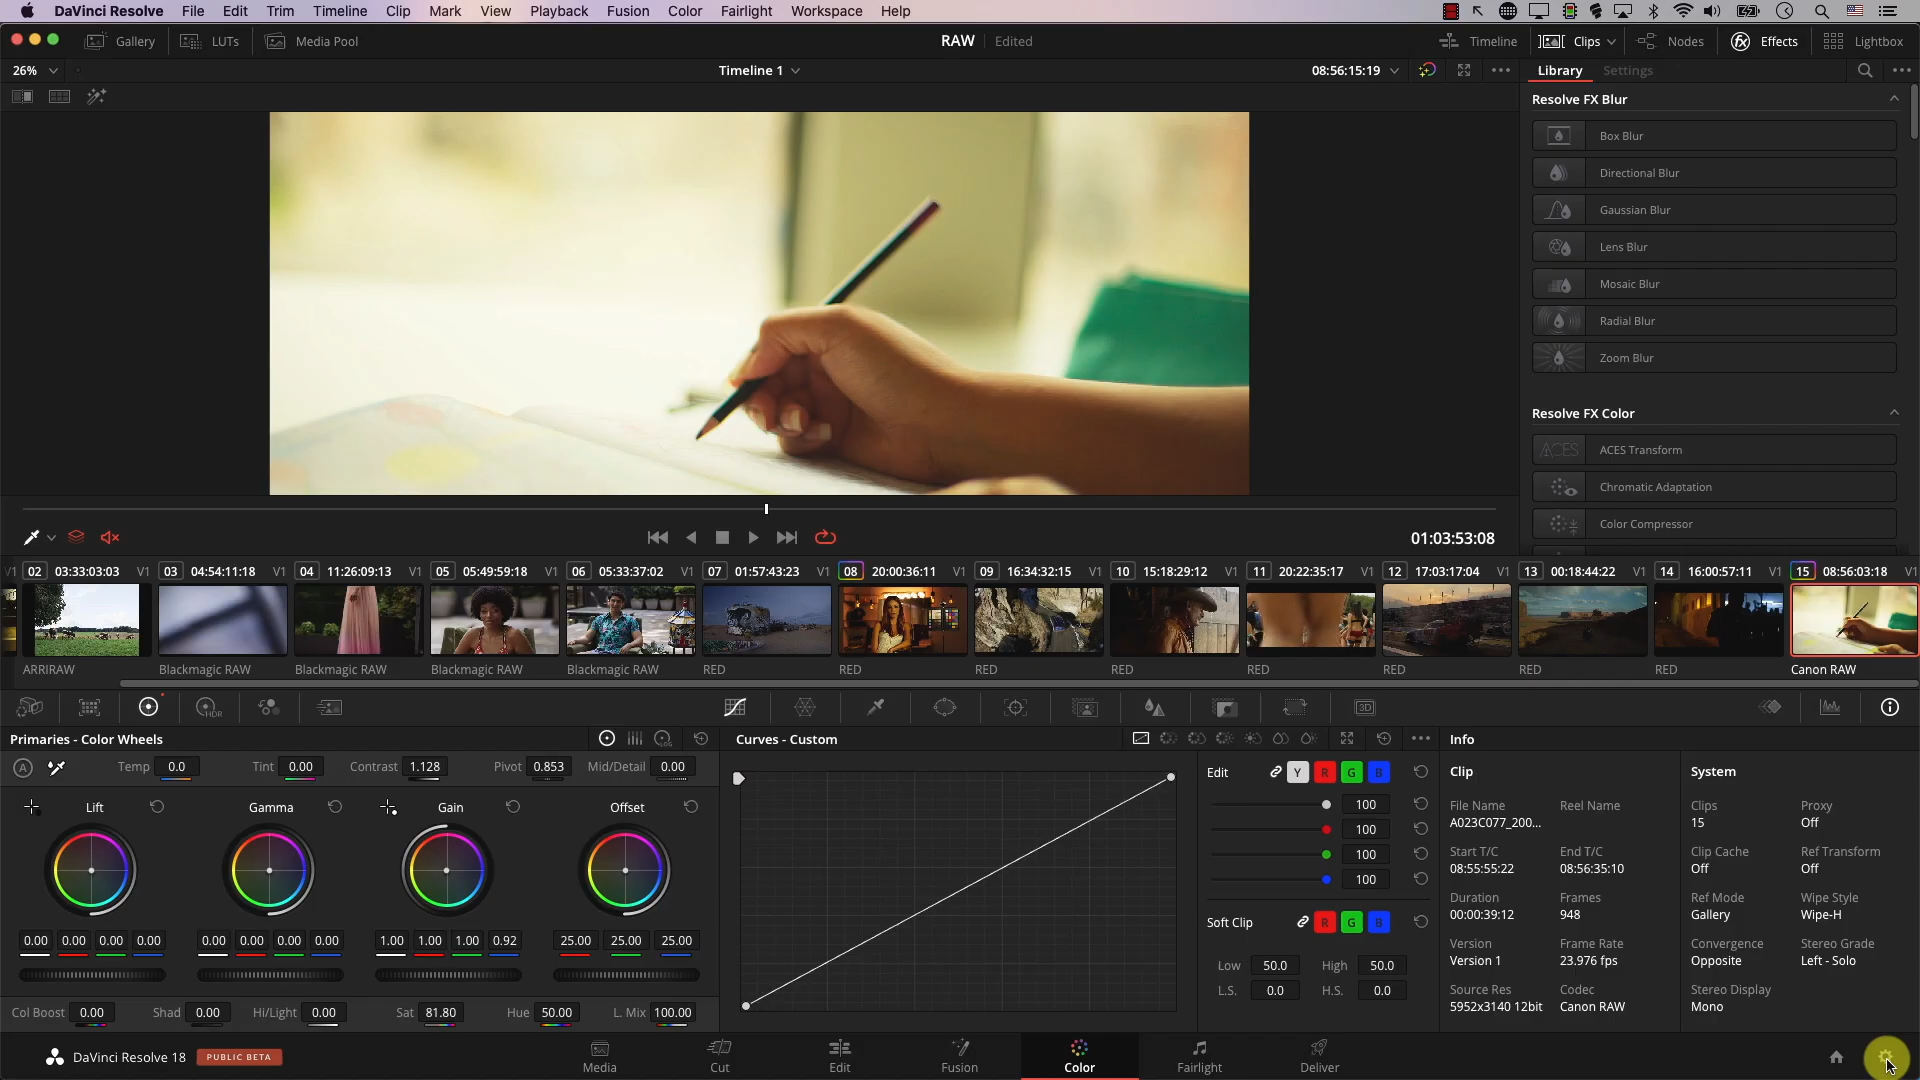 DaVinci Resolve File Edit Trim Timeline Clip Mark View Playback Fusion Color Fairlight Workspace Help
Gallery LUTs Media Pool RAW Edited Timeline Clips Nodes Effects Lightbox
26% Timeline 1 08:56:15:19 Library Settings
Resolve FX Blur
Box Blur
Directional Blur
Gaussian Blur
Lens Blur
Mosaic Blur
Radial Blur
Zoom Blur
Resolve FX Color
ACES ACES Transform
Chromatic Adaptation
Color Compressor
01:03:53:08
V1 02 03:33:03:03 V1 03 04:54:11:18 V1 04 11:26:09:13 V1 05 05:49:59:18 V1 06 05:33:37:02 V1 07 01:57:43:23 V1 08 20:00:36:11 V1 09 16:34:32:15 V1 10 15:18:29:12 V1 11 20:22:35:17 V1 12 17:03:17:04 V1 13 00:18:44:22 V1 14 16:00:57:11 V1 15 08:56:03:18 V1
ARRIRAW Blackmagic RAW Blackmagic RAW Blackmagic RAW Blackmagic RAW RED RED RED RED RED RED RED RED Canon RAW
HDR 3D
Primaries - Color Wheels LOG Curves - Custom Info
A Temp 0.0 Tint 0.00 Contrast 1.128 Pivot 0.853 Mid/Detail 0.00 Edit Y R G B Clip System
Lift Gamma Gain Offset
100
100
100
100
Soft Clip R G B
Low 50.0 High 50.0
L.S. 0.0 H.S. 0.0
File Name Reel Name Clips Proxy
A023C077_200... 15 Off
Start T/C End T/C Clip Cache Ref Transform
08:55:55:22 08:56:35:10 Off Off
Duration Frames Ref Mode Wipe Style
00:00:39:12 948 Gallery Wipe-H
Version Frame Rate Convergence Stereo Grade
Version 1 23.976 fps Opposite Left - Solo
Source Res Codec Stereo Display
5952x3140 12bit Canon RAW Mono
0.00 0.00 0.00 0.00 0.00 0.00 0.00 0.00 1.00 1.00 1.00 0.92 25.00 25.00 25.00
Col Boost 0.00 Shad 0.00 Hi/Light 0.00 Sat 81.80 Hue 50.00 L. Mix 100.00
DaVinci Resolve 18 PUBLIC BETA Media Cut Edit Fusion Color Fairlight Deliver